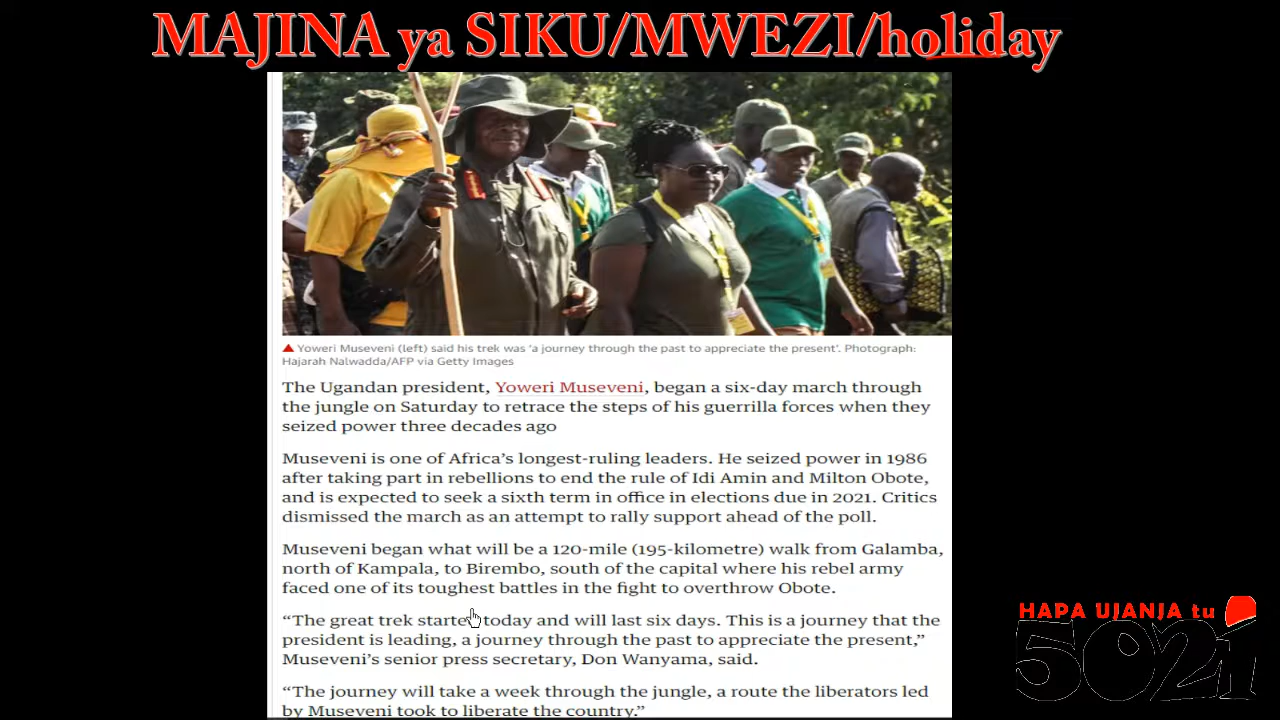 MAJINA ya SIKU/MWEZI/holiday
▲ Yoweri Museveni (left) said his trek was ‘a journey through the past to appreciate the present’. Photograph:
Hajarah Nalwadda/AFP via Getty Images
The Ugandan president, Yoweri Museveni, began a six-day march through
the jungle on Saturday to retrace the steps of his guerrilla forces when they
seized power three decades ago
Museveni is one of Africa’s longest-ruling leaders. He seized power in 1986
after taking part in rebellions to end the rule of Idi Amin and Milton Obote,
and is expected to seek a sixth term in office in elections due in 2021. Critics
dismissed the march as an attempt to rally support ahead of the poll.
Museveni began what will be a 120-mile (195-kilometre) walk from Galamba,
north of Kampala, to Birembo, south of the capital where his rebel army
faced one of its toughest battles in the fight to overthrow Obote.
“The great trek started today and will last six days. This is a journey that the
president is leading, a journey through the past to appreciate the present,”
Museveni’s senior press secretary, Don Wanyama, said.
“The journey will take a week through the jungle, a route the liberators led
by Museveni took to liberate the country.”
HAPA UJANJA tu
5021